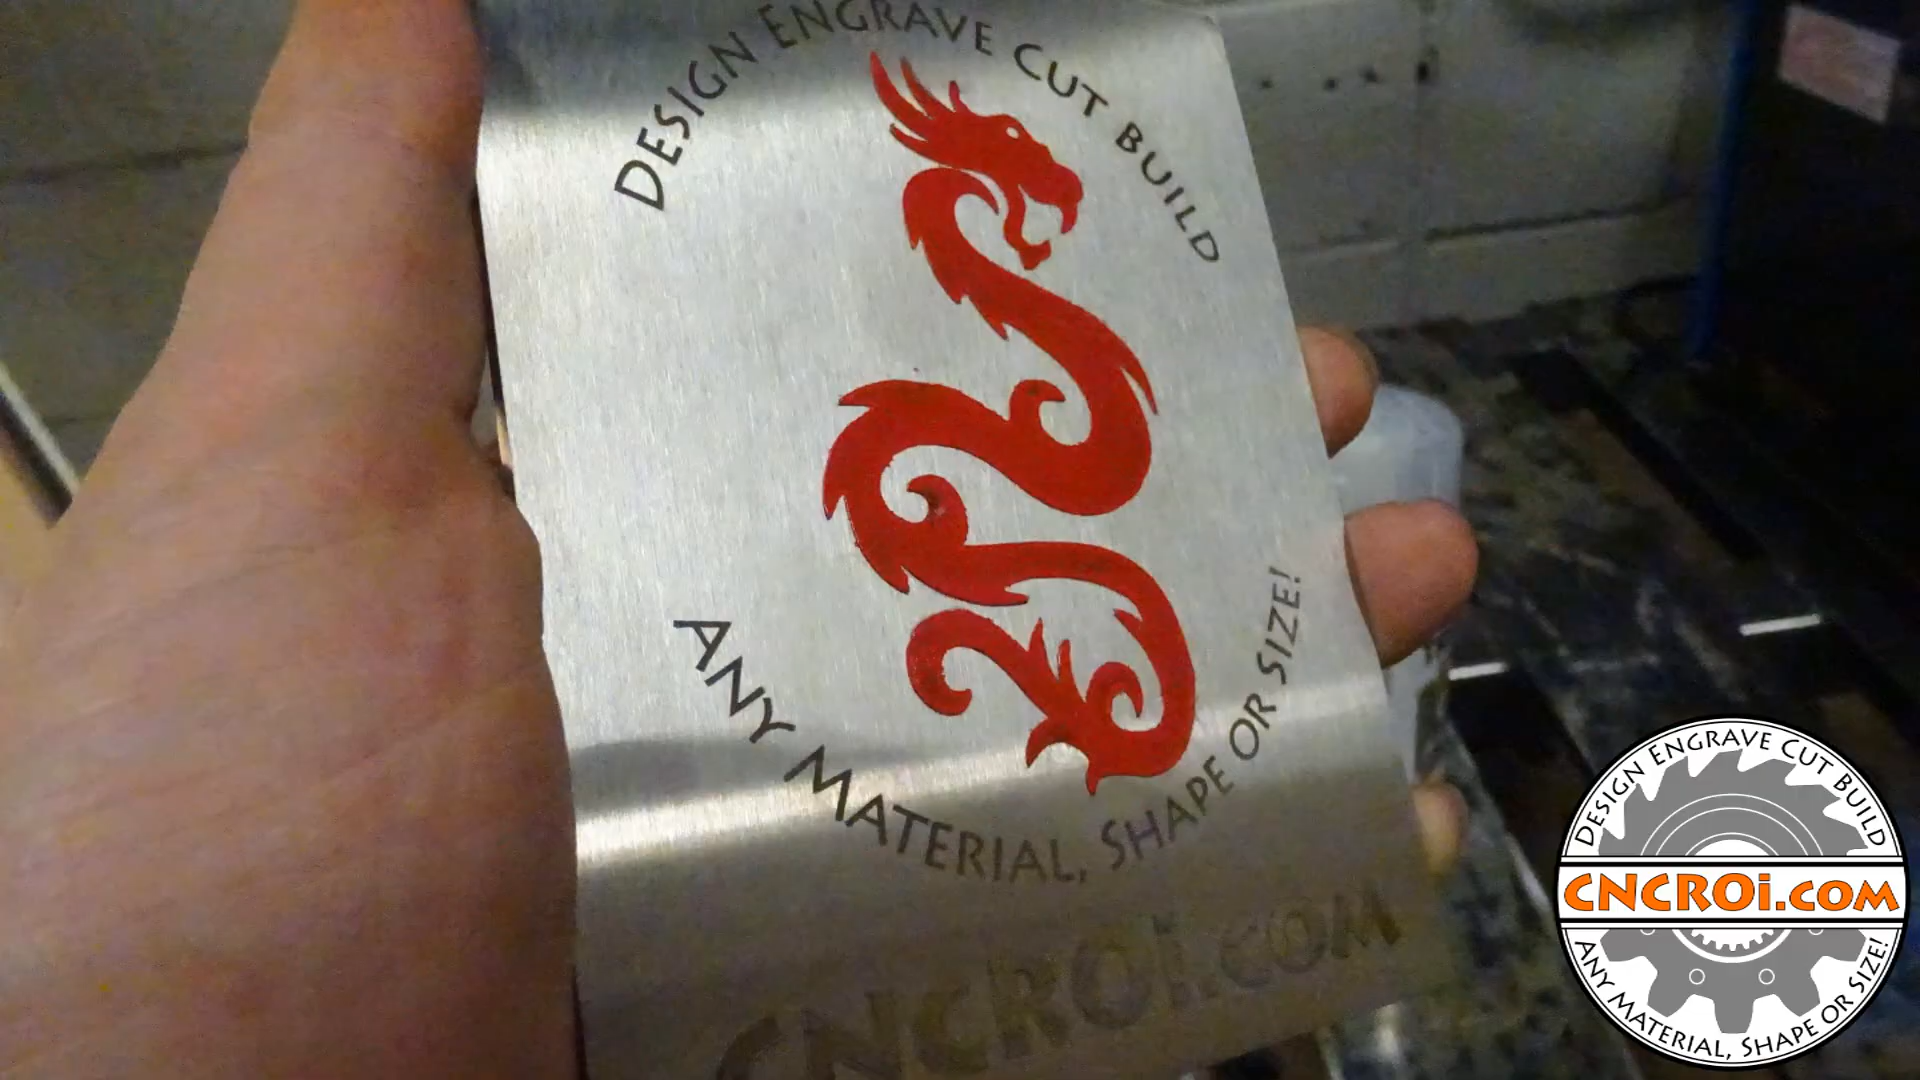 DESIGN ENGRAVE CUT BUILD
ANY MATERIAL, SHAPE OR SIZE!
CNCROi.COM
DESIGN ENGRAVE CUT BUILD
CNCROi.COM
ANY MATERIAL, SHAPE OR SIZE!